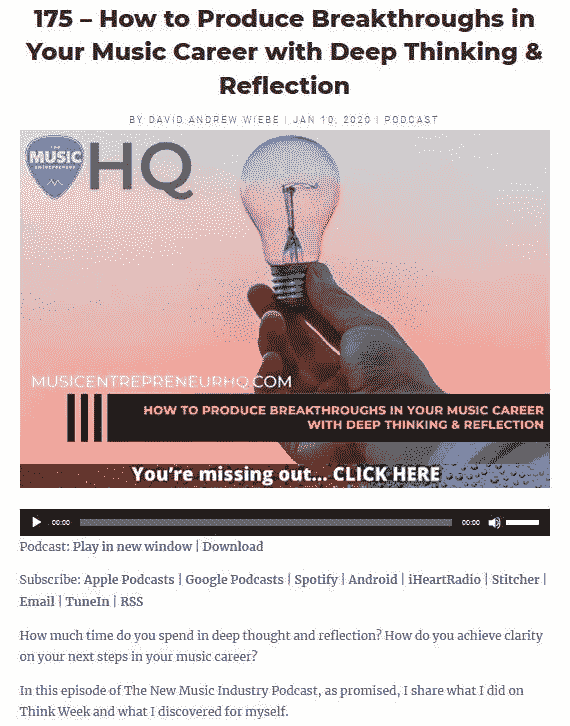 175 – How to Produce Breakthroughs in
Your Music Career with Deep Thinking &
Reflection
BY DAVID ANDREW WIEBE | JAN 10, 2020 | PODCAST
THE
MUSIC
ENTREPRENEUR
HQ
MUSICENTREPRENEURHQ.COM
HOW TO PRODUCE BREAKTHROUGHS IN YOUR MUSIC CAREER
WITH DEEP THINKING & REFLECTION
You're missing out... CLICK HERE
00:00 00:00
Podcast: Play in new window | Download
Subscribe: Apple Podcasts | Google Podcasts | Spotify | Android | iHeartRadio | Stitcher |
Email | TuneIn | RSS
How much time do you spend in deep thought and reflection? How do you achieve clarity
on your next steps in your music career?
In this episode of The New Music Industry Podcast, as promised, I share what I did on
Think Week and what I discovered for myself.